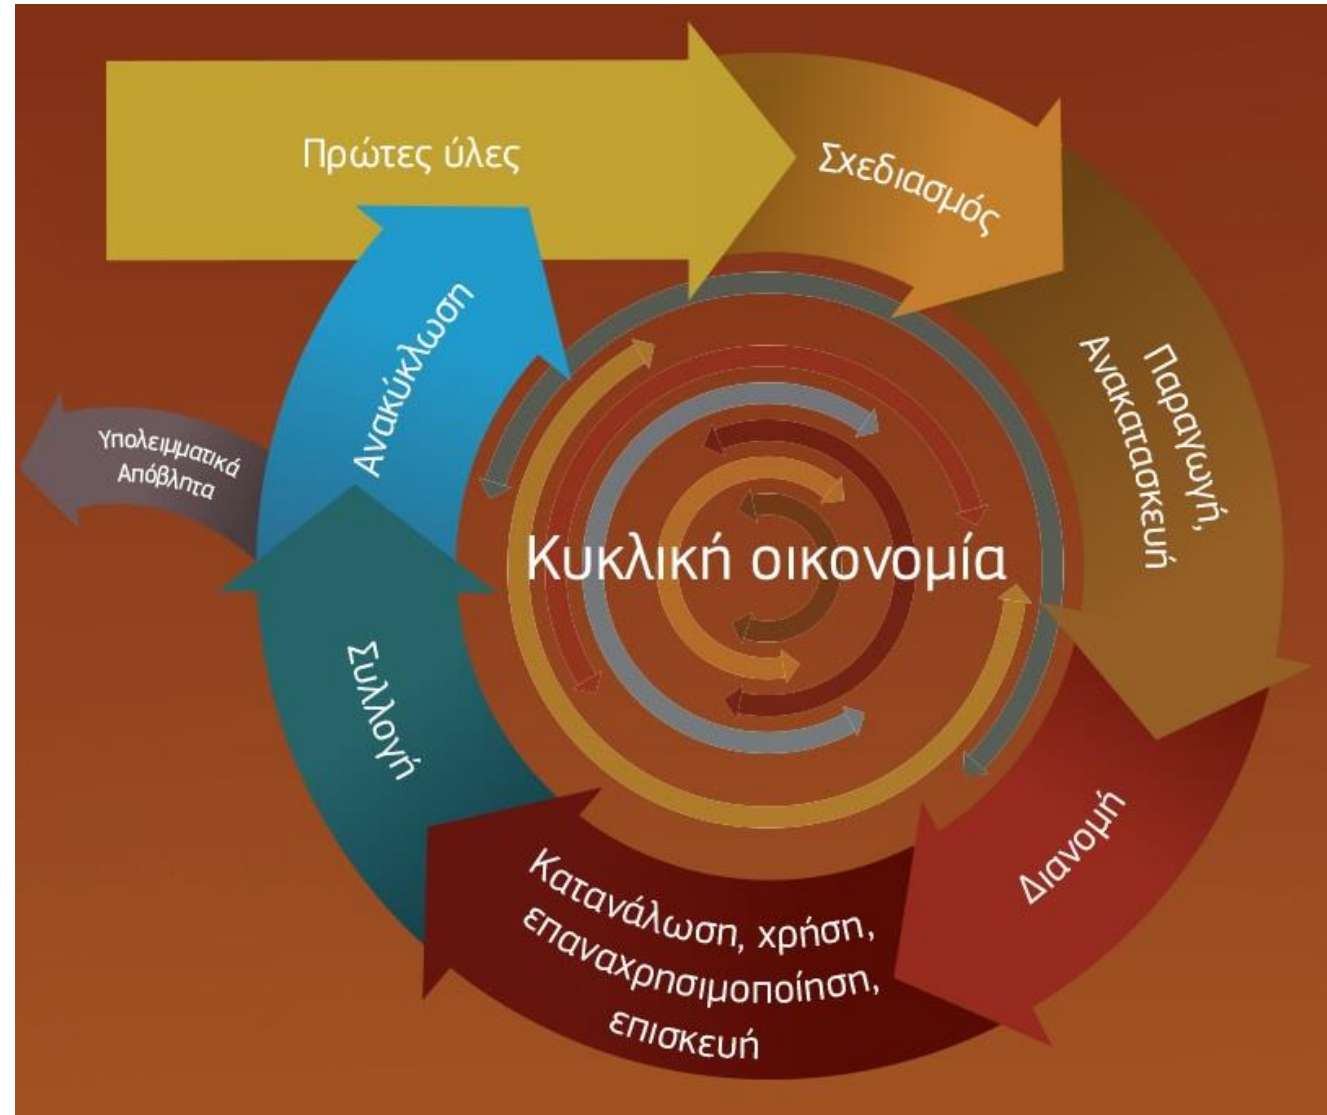 Πρώτες ύλες
Σχεδιασμός
Παραγωγή,
Ανακατασκευή
Διανομή
Κατανάλωση, χρήση,
επαναχρησιμοποίηση,
επισκευή
Συλλογή
Ανακύκλωση
Υπολειμματικά
Απόβλητα
Κυκλική οικονομία